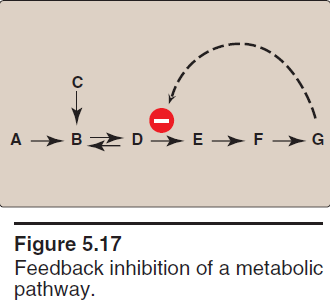 C
A B D E F G
Figure 5.17
Feedback inhibition of a metabolic
pathway.